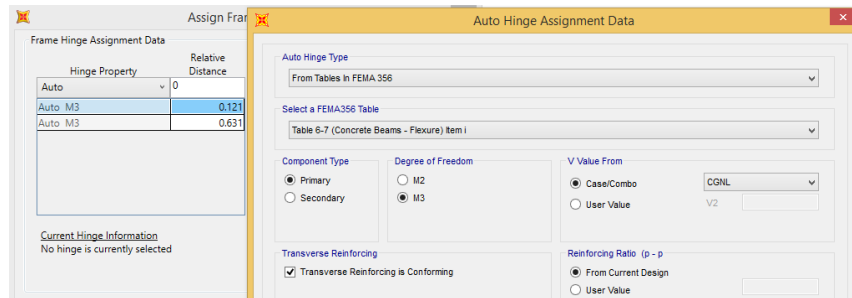 Assign Fra
Frame Hinge Assignment Data
Hinge Property
Relative
Distance
Auto
0
Auto M3
0.121
Auto M3
0.631
Current Hinge Information
No hinge is currently selected
Auto Hinge Assignment Data
Auto Hinge Type
From Tables In FEMA 356
Select a FEMA356 Table
Table 6-7 (Concrete Beams - Flexure) Item i
Component Type
Primary
Secondary
Degree of Freedom
M2
M3
V Value From
Case/Combo
CGNL
User Value
V2
Transverse Reinforcing
Transverse Reinforcing is Conforming
Reinforcing Ratio (p - p
From Current Design
User Value